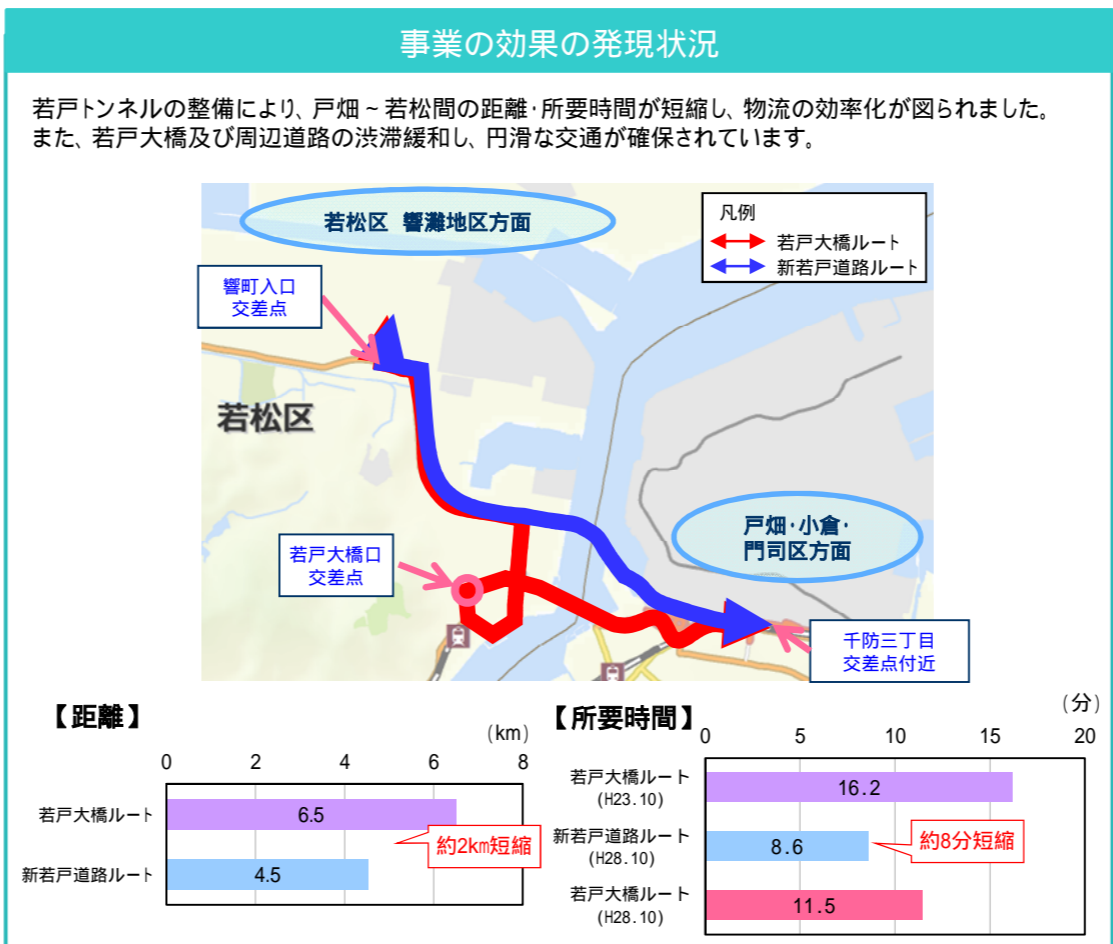 事業の効果の発現状況
若戸トンネルの整備により、戸畑～若松間の距離･所要時間が短縮し、物流の効率化が図られました。
また、若戸大橋及び周辺道路の渋滞緩和し、円滑な交通が確保されています。
若松区 響灘地区方面
凡例
若戸大橋ルート
新若戸道路ルート
響町入口
交差点
若松区
戸畑･小倉･
門司区方面
若戸大橋口
交差点
千防三丁目
交差点付近
【距離】
(km)
0 2 4 6 8
若戸大橋ルート
6.5
約2km短縮
新若戸道路ルート
4.5
【所要時間】
(分)
0 5 10 15 20
若戸大橋ルート
(H23.10)
16.2
新若戸道路ルート
(H28.10)
8.6
約8分短縮
若戸大橋ルート
(H28.10)
11.5